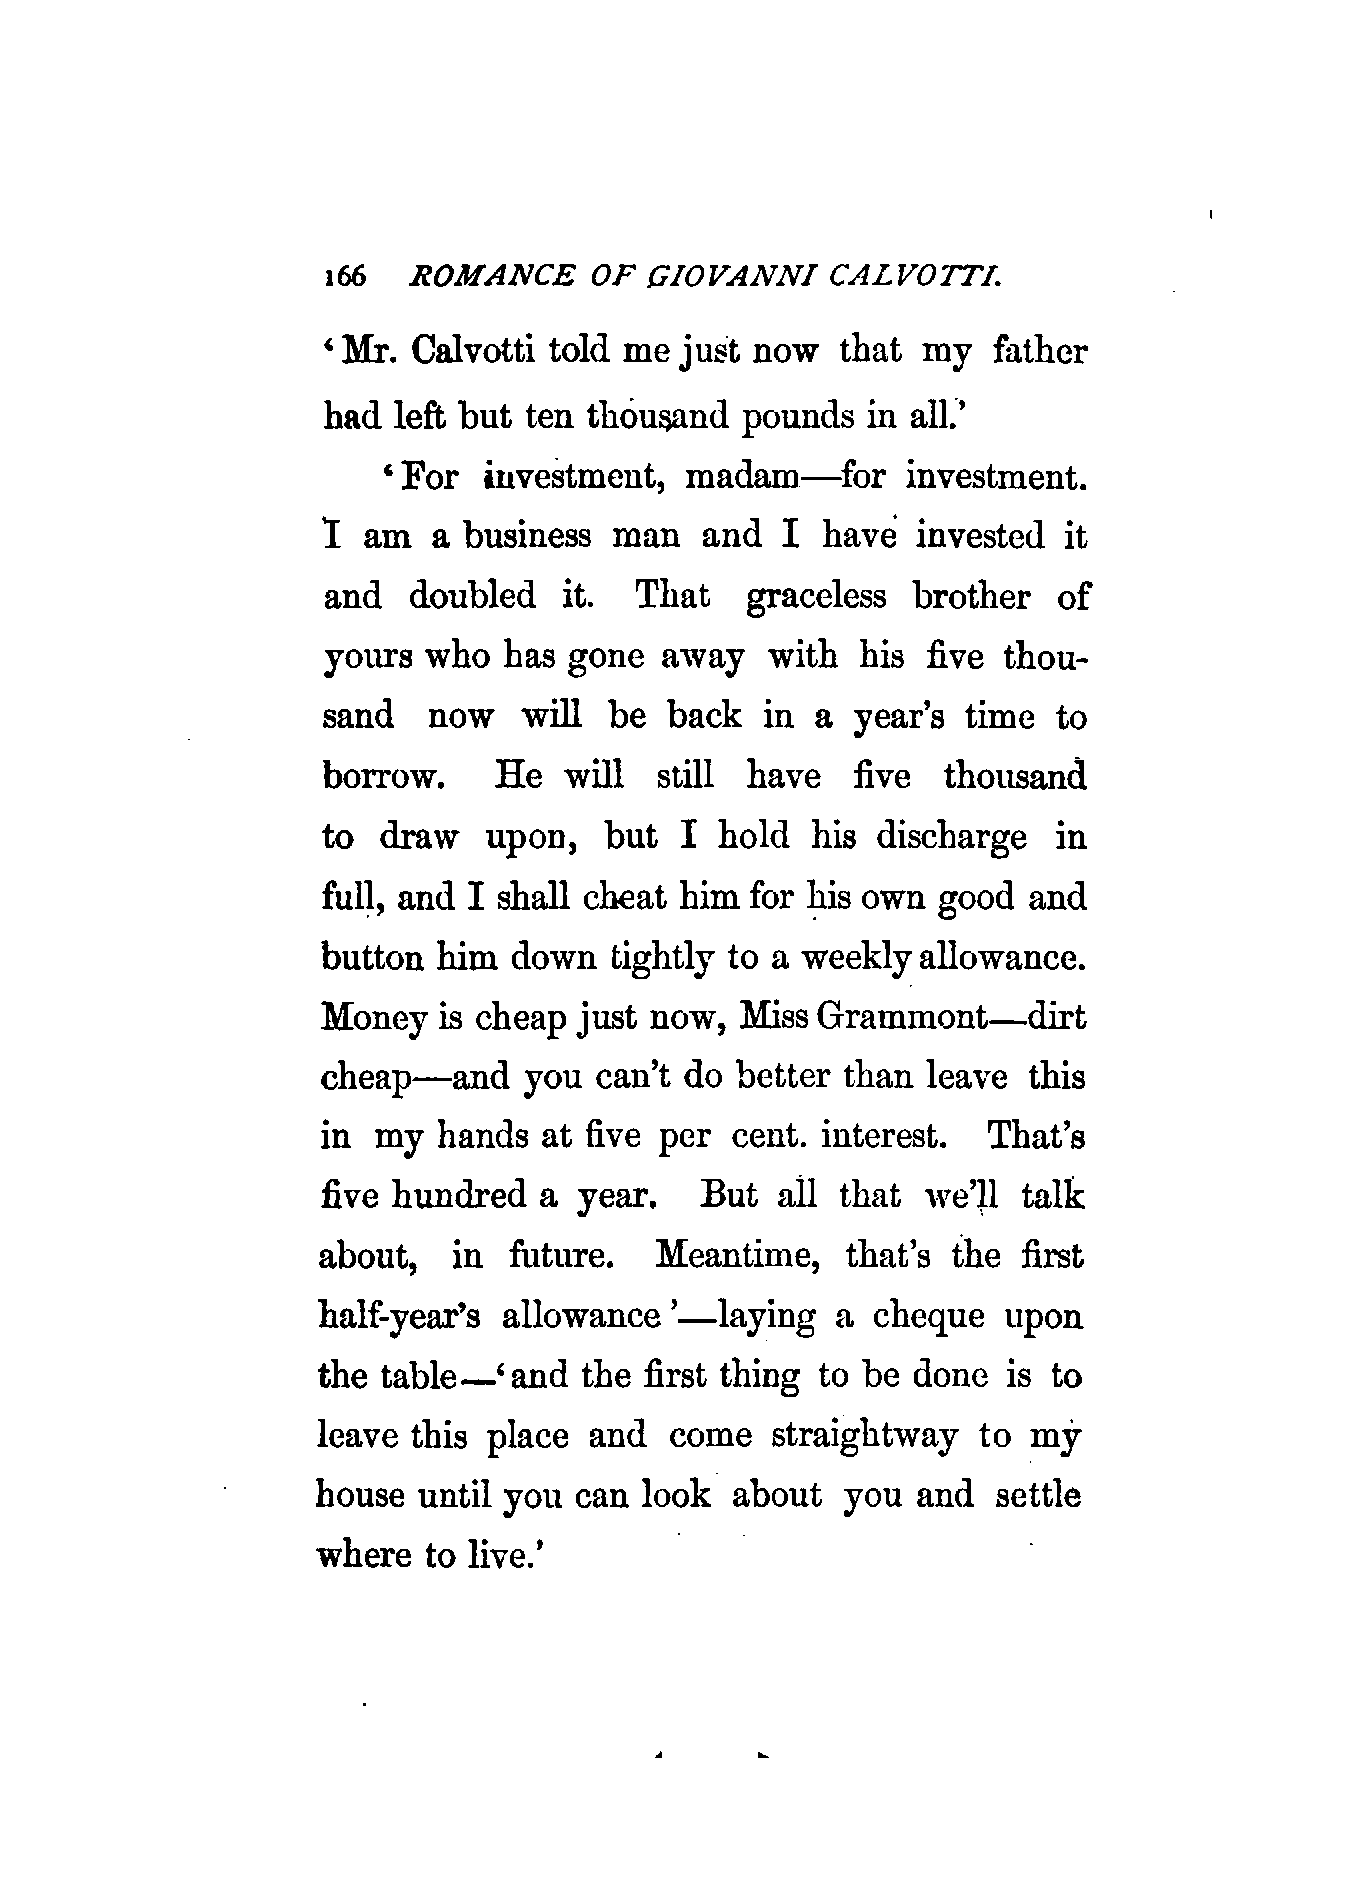 166 ROMANCE OF GIOVANNI CALVOTTI.
‘Mr. Calvotti told me just now that my father
had left but ten thousand pounds in all.’
‘For investment, madam—for investment.
I am a business man and I have invested it
and doubled it. That graceless brother of
yours who has gone away with his five thou-
sand now will be back in a year’s time to
borrow. He will still have five thousand
to draw upon, but I hold his discharge in
full, and I shall cheat him for his own good and
button him down tightly to a weekly allowance.
Money is cheap just now, Miss Grammont—dirt
cheap—and you can’t do better than leave this
in my hands at five per cent. interest. That’s
five hundred a year. But all that we’ll talk
about, in future. Meantime, that’s the first
half-year’s allowance’—laying a cheque upon
the table—‘and the first thing to be done is to
leave this place and come straightway to my
house until you can look about you and settle
where to live.’